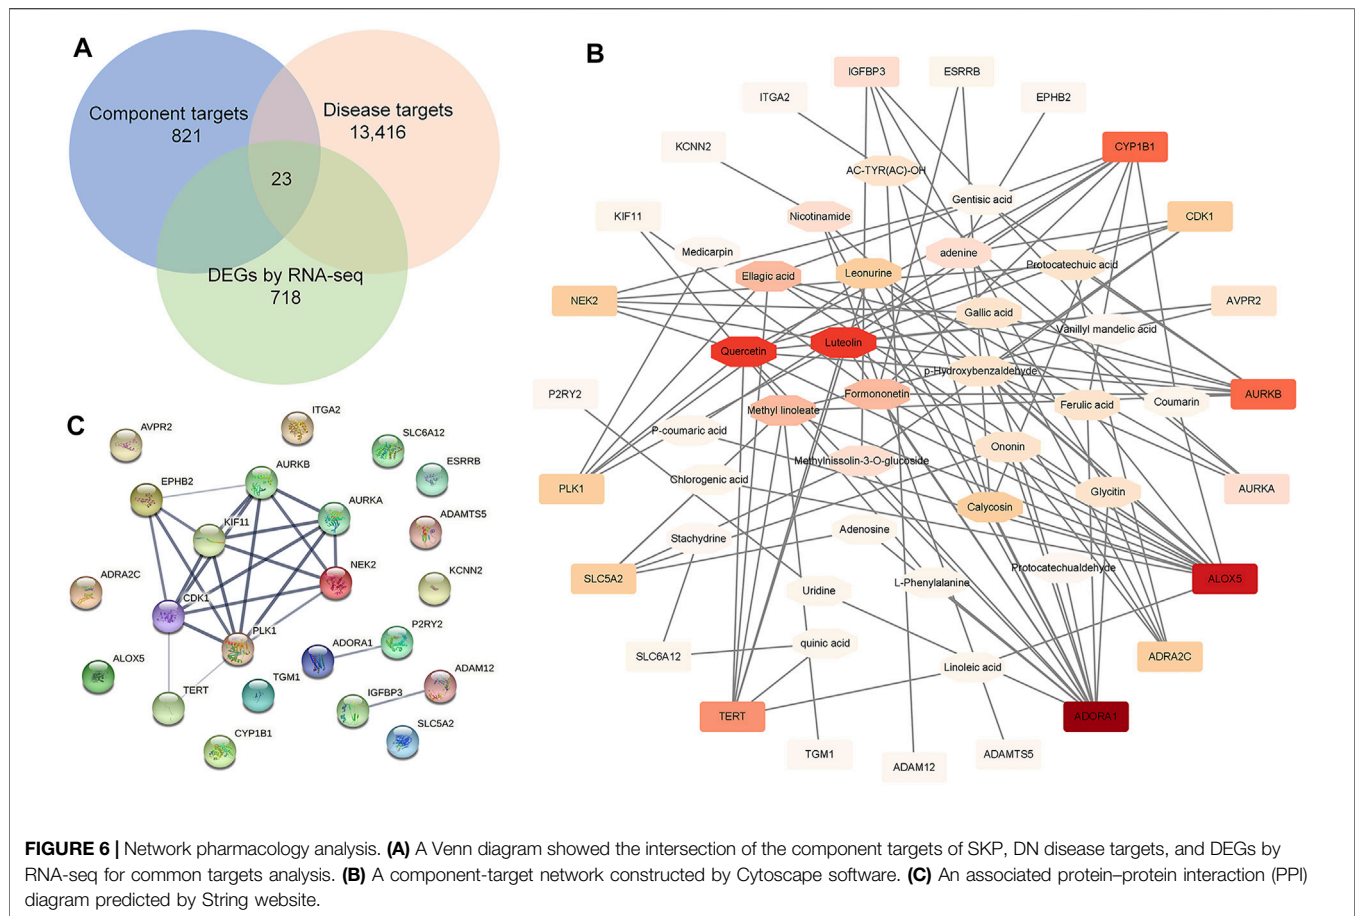 A
Component targets
821
Disease targets
13,416
23
DEGs by RNA-seq
718
B
IGFBP3
ESRRB
ITGA2
EPHB2
KCNN2
CYP1B1
AC-TYR(AC)-OH
Gentisic acid
KIF11
Nicotinamide
CDK1
Medicarpin
adenine
Protocatechuic acid
Ellagic acid
Leonurine
NEK2
AVPR2
Gallic acid
Vanillyl mandelic acid
Quercetin
Luteolin
p-Hydroxybenzaldehyde
P2RY2
Formononetin
AURKB
Methyl linoleate
Ferulic acid
Coumarin
P-coumaric acid
Ononin
Methylnissolin-3-O-glucoside
Chlorogenic acid
PLK1
Glycitin
AURKA
Calycosin
Stachydrine
Adenosine
SLC5A2
Protocatechualdehyde
ALOX5
L-Phenylalanine
Uridine
SLC6A12
quinic acid
Linoleic acid
ADRA2C
TERT
ADORA1
TGM1
ADAM12
ADAMTS5
C
ITGA2
AVPR2
SLC6A12
ESRRB
AURKB
EPHB2
AURKA
ADAMTS5
KIF11
NEK2
KCNN2
ADRA2C
CDK1
PLK1
P2RY2
ADORA1
ALOX5
TERT
TGM1
ADAM12
IGFBP3
SLC5A2
CYP1B1
FIGURE 6 | Network pharmacology analysis. (A) A Venn diagram showed the intersection of the component targets of SKP, DN disease targets, and DEGs by
RNA-seq for common targets analysis. (B) A component-target network constructed by Cytoscape software. (C) An associated protein–protein interaction (PPI)
diagram predicted by String website.